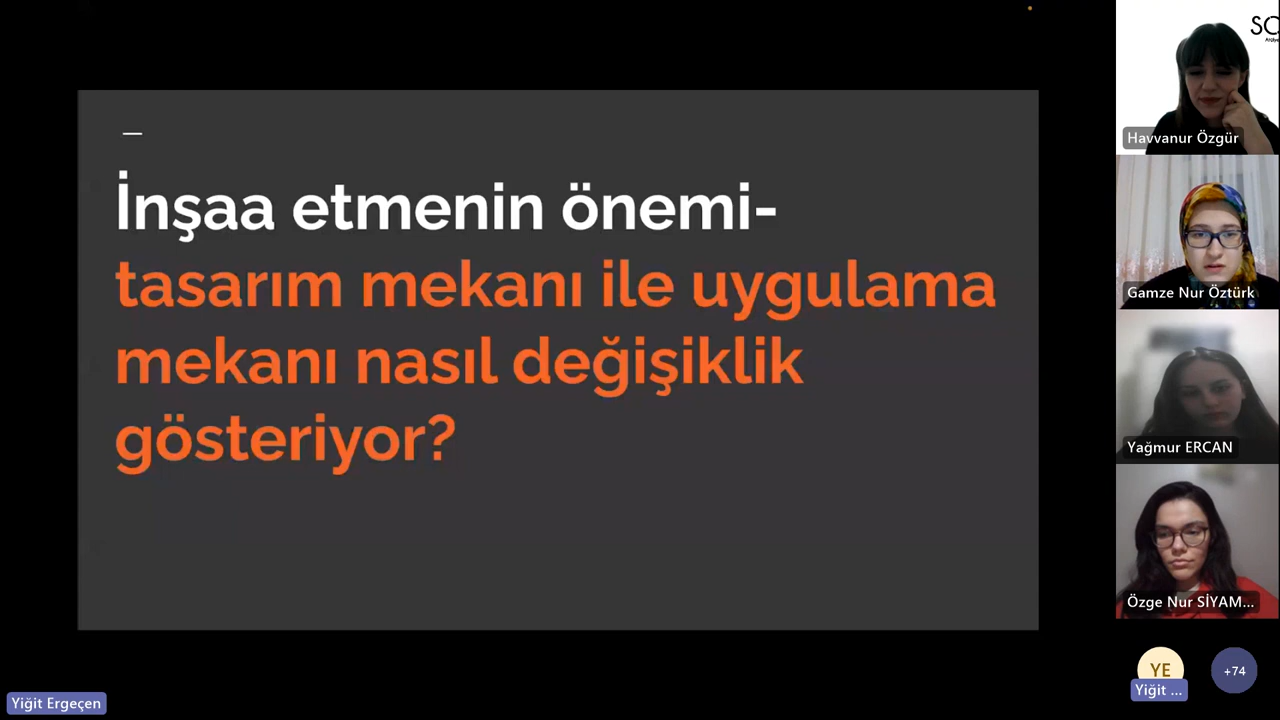 İnşaa etmenin önemi-
tasarım mekanı ile uygulama
mekanı nasıl değişiklik
gösteriyor?
Havvanur Özgür
Gamze Nur Öztürk
Yağmur ERCAN
Özge Nur SİYAM...
YE
Yiğit ...
+74
Yiğit Ergeçen